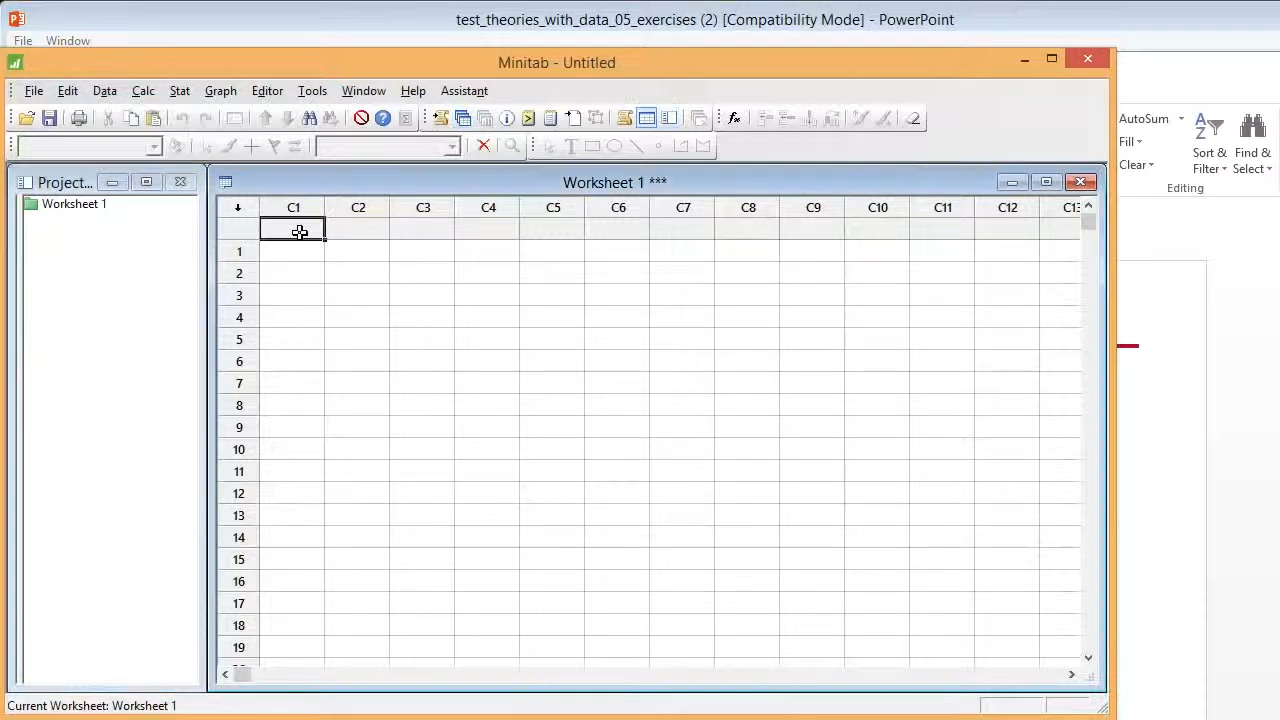 test_theories_with_data_05_exercises (2) [Compatibility Mode] - PowerPoint
File Window
Minitab - Untitled
File Edit Data Calc Stat Graph Editor Tools Window Help Assistant
AutoSum
Fill
Clear
Sort &
Filter
Find &
Select
Editing
Project...
Worksheet 1 ***
Worksheet 1
C1 C2 C3 C4 C5 C6 C7 C8 C9 C10 C11 C12
1
2
3
4
5
6
7
8
9
10
11
12
13
14
15
16
17
18
19
Current Worksheet: Worksheet 1